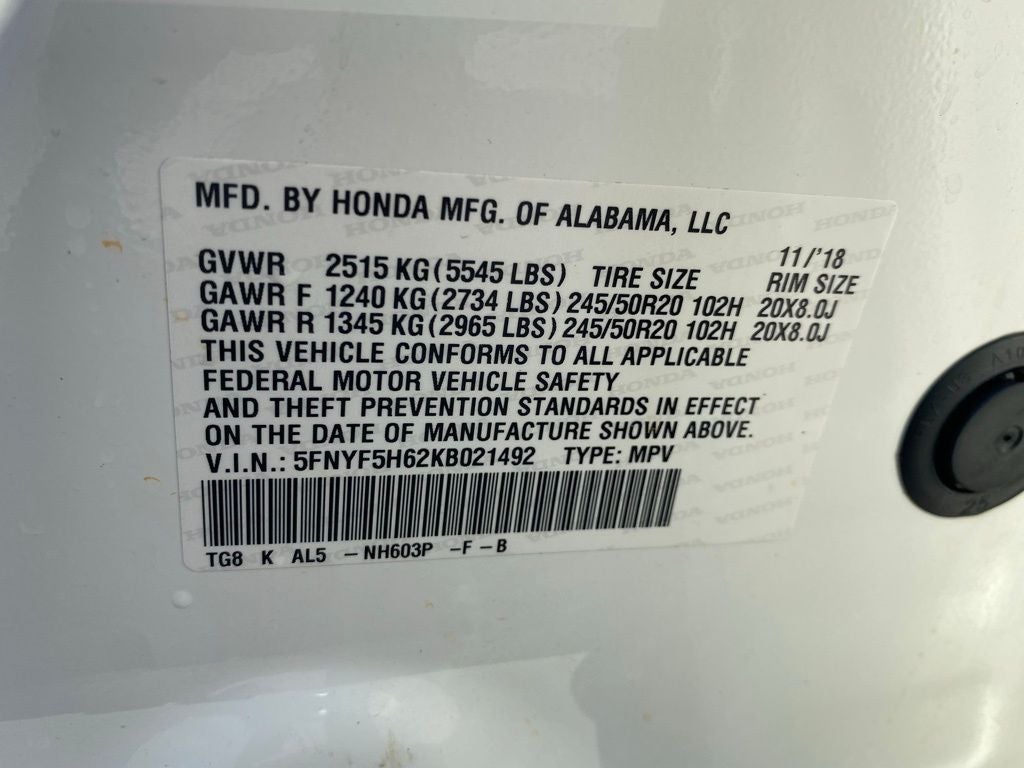 MFD. BY HONDA MFG. OF ALABAMA, LLC
11/'18
GVWR 2515 KG (5545 LBS) TIRE SIZE RIM SIZE
GAWR F 1240 KG (2734 LBS) 245/50R20 102H 20X8.0J
GAWR R 1345 KG (2965 LBS) 245/50R20 102H 20X8.0J
THIS VEHICLE CONFORMS TO ALL APPLICABLE
FEDERAL MOTOR VEHICLE SAFETY
AND THEFT PREVENTION STANDARDS IN EFFECT
ON THE DATE OF MANUFACTURE SHOWN ABOVE.
V.I.N.: 5FNYF5H62KB021492 TYPE: MPV
TG8 K AL5 – NH603P – F – B